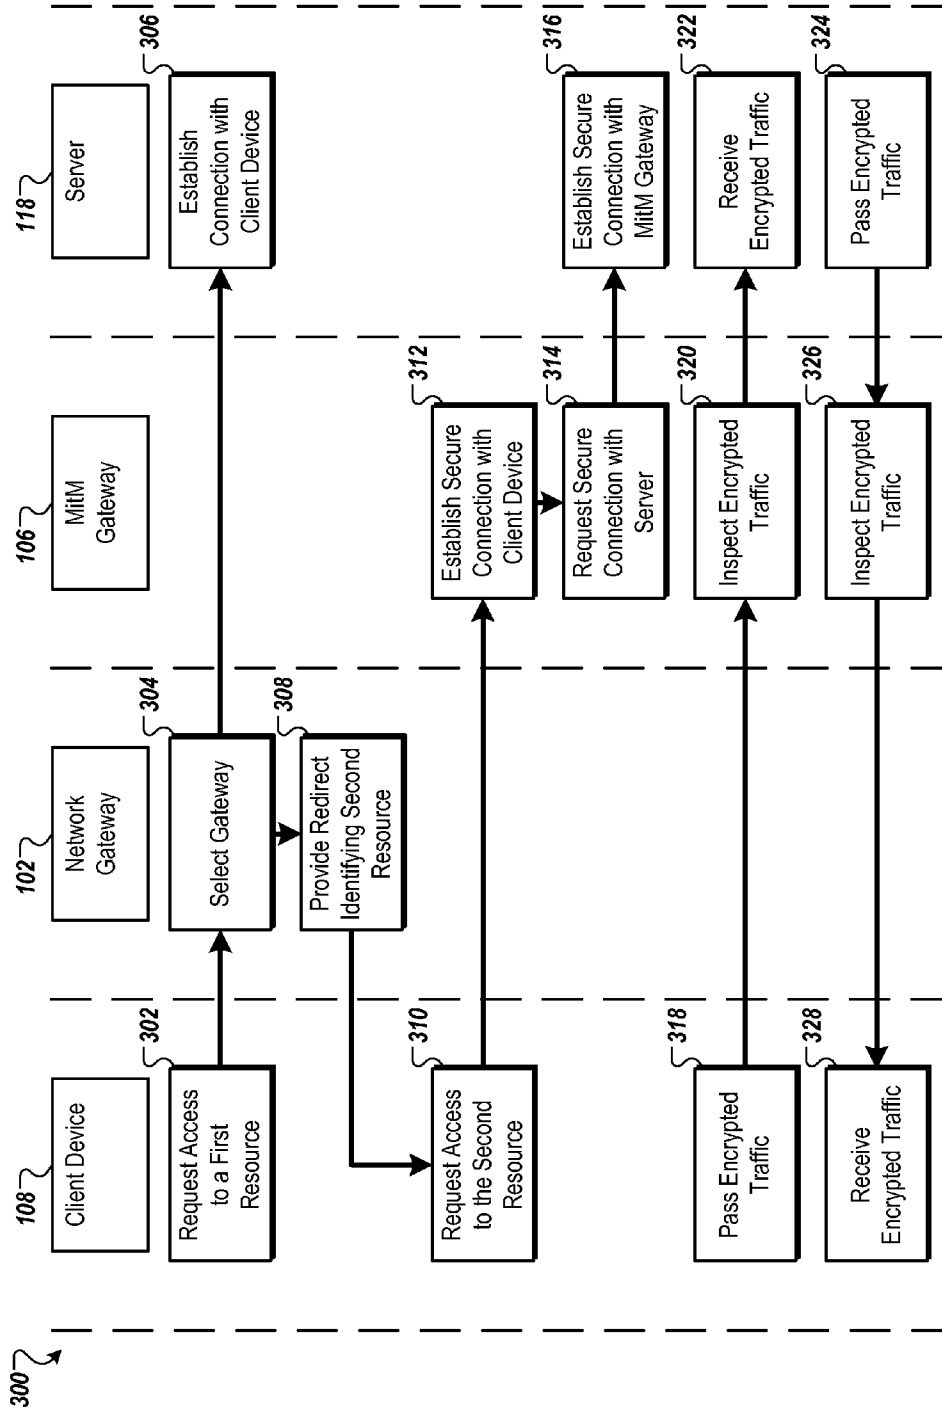 300
108
Client Device
102
Network
Gateway
106
MitM
Gateway
118
Server
302
Request Access
to a First
Resource
304
Select Gateway
306
Establish
Connection with
Client Device
308
Provide Redirect
Identifying Second
Resource
310
Request Access
to the Second
Resource
312
Establish Secure
Connection with
Client Device
314
Request Secure
Connection with
Server
316
Establish Secure
Connection with
MitM Gateway
318
Pass Encrypted
Traffic
320
Inspect Encrypted
Traffic
322
Receive
Encrypted Traffic
324
Pass Encrypted
Traffic
326
Inspect Encrypted
Traffic
328
Receive
Encrypted Traffic